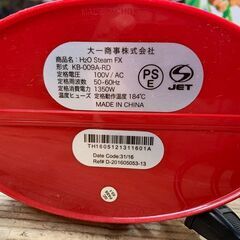 大一商事株式会社
商品名 : H2O Steam FX
形式 KB-009A-RD
定格電圧 : 100V / AC
定格周波数 : 50-60Hz
定格消費電力 : 1350W
温度ヒューズ : 定格動作温度 184℃
MADE IN CHINA
PS
E
JET
TH1605121311601A
Date Code:31/16
Ref# D-201605053-13